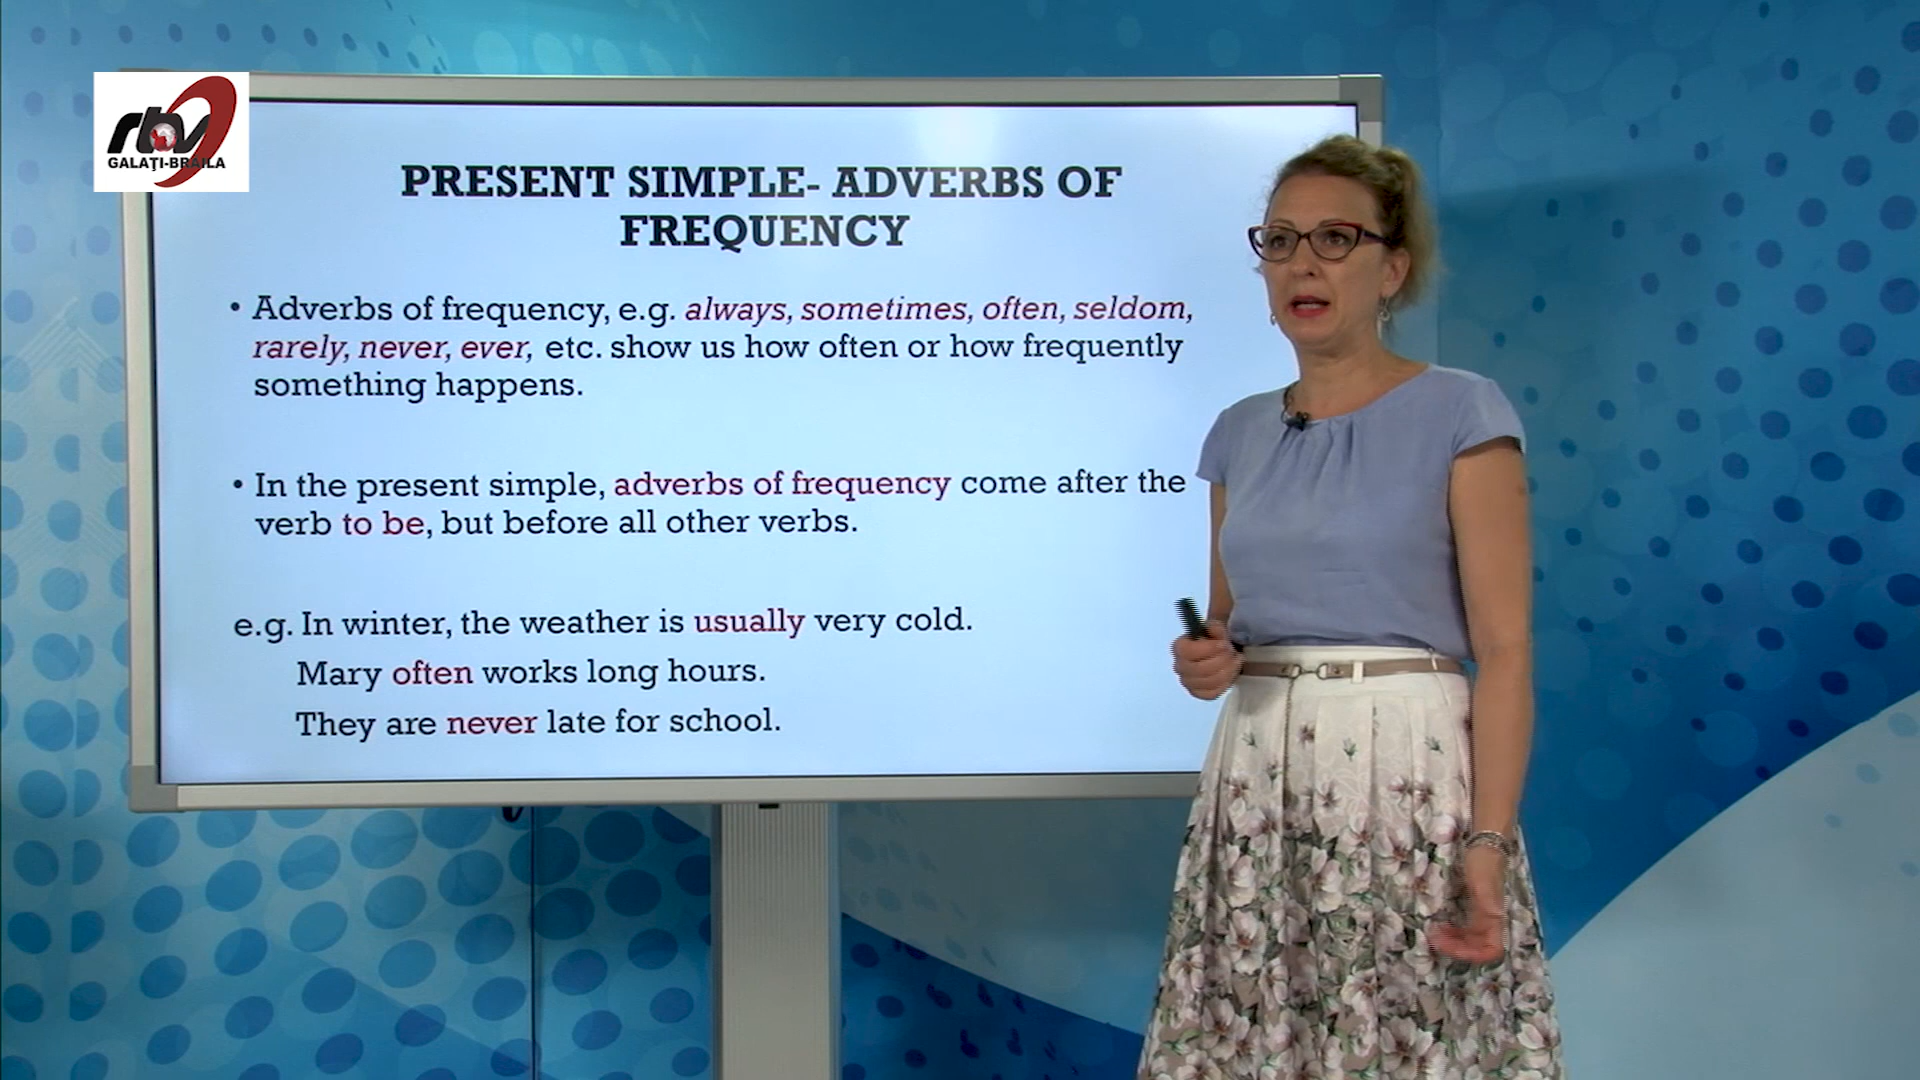 rtv
GALAŢI-BRĂILA
PRESENT SIMPLE- ADVERBS OF
FREQUENCY
• Adverbs of frequency, e.g. always, sometimes, often, seldom,
rarely, never, ever, etc. show us how often or how frequently
something happens.
• In the present simple, adverbs of frequency come after the
verb to be, but before all other verbs.
e.g. In winter, the weather is usually very cold.
Mary often works long hours.
They are never late for school.